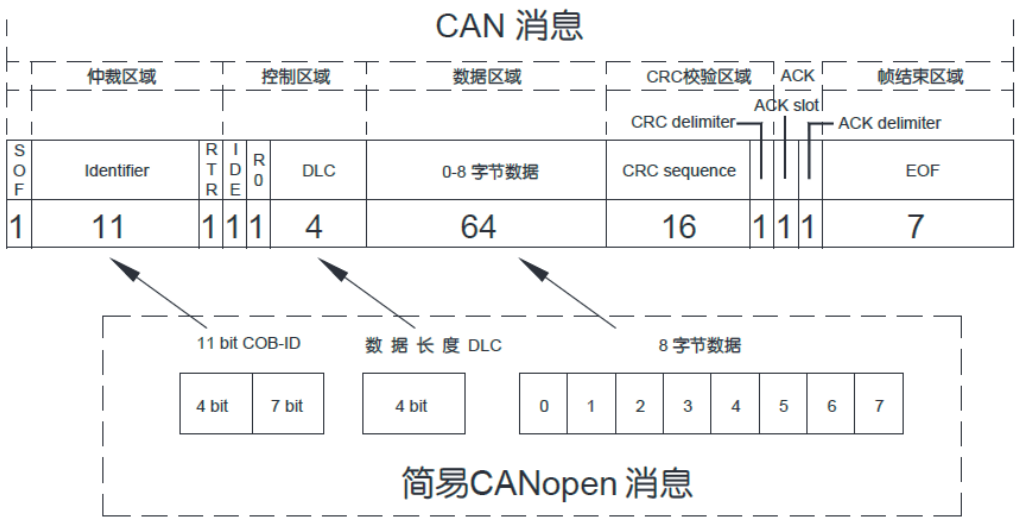 CAN 消息
仲裁区域 控制区域 数据区域 CRC校验区域 ACK 帧结束区域
ACK slot
CRC delimiter ACK delimiter
SOF Identifier RTR IDE R0 DLC 0-8 字节数据 CRC sequence EOF
1 11 1 1 1 4 64 16 1 1 1 7
11 bit COB-ID 数 据 长 度 DLC 8 字节数据
4 bit 7 bit 4 bit 0 1 2 3 4 5 6 7
简易CANopen 消息